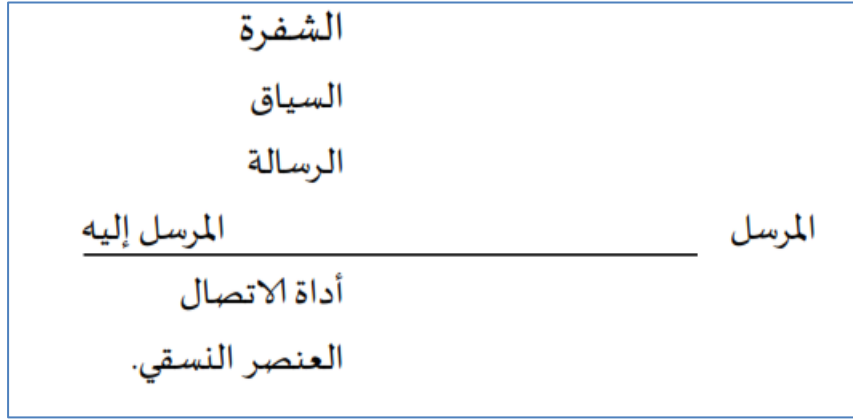 الشفرة
السياق
الرسالة
المرسل المرسل إليه
أداة الاتصال
العنصر النسقي.